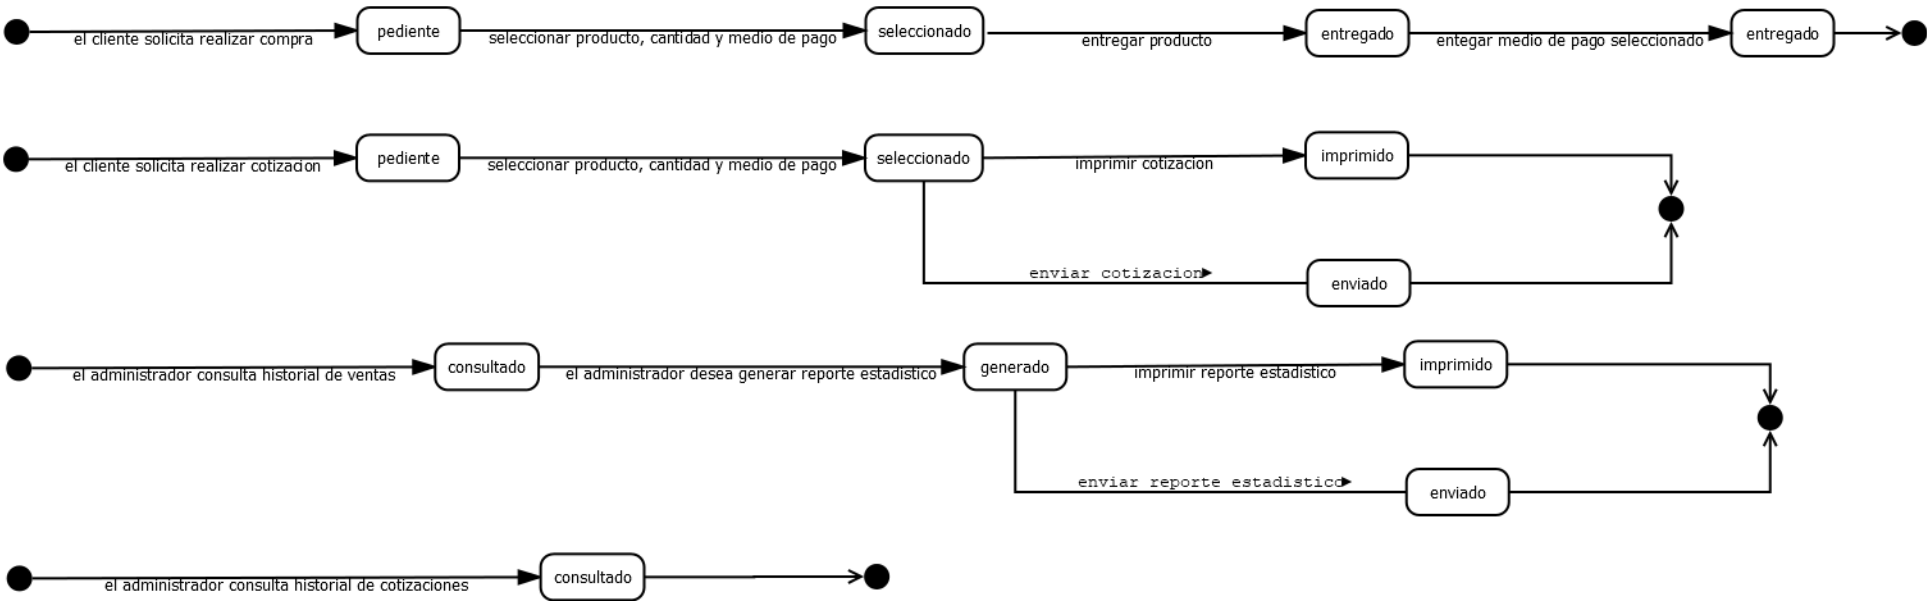 el cliente solicita realizar compra
pediente
seleccionar producto, cantidad y medio de pago
seleccionado
entregar producto
entregado
entegar medio de pago seleccionado
entregado
el cliente solicita realizar cotizacion
pediente
seleccionar producto, cantidad y medio de pago
seleccionado
imprimir cotizacion
imprimido
enviar cotizacion
enviado
el administrador consulta historial de ventas
consultado
el administrador desea generar reporte estadistico
generado
imprimir reporte estadistico
imprimido
enviar reporte estadistico
enviado
el administrador consulta historial de cotizaciones
consultado